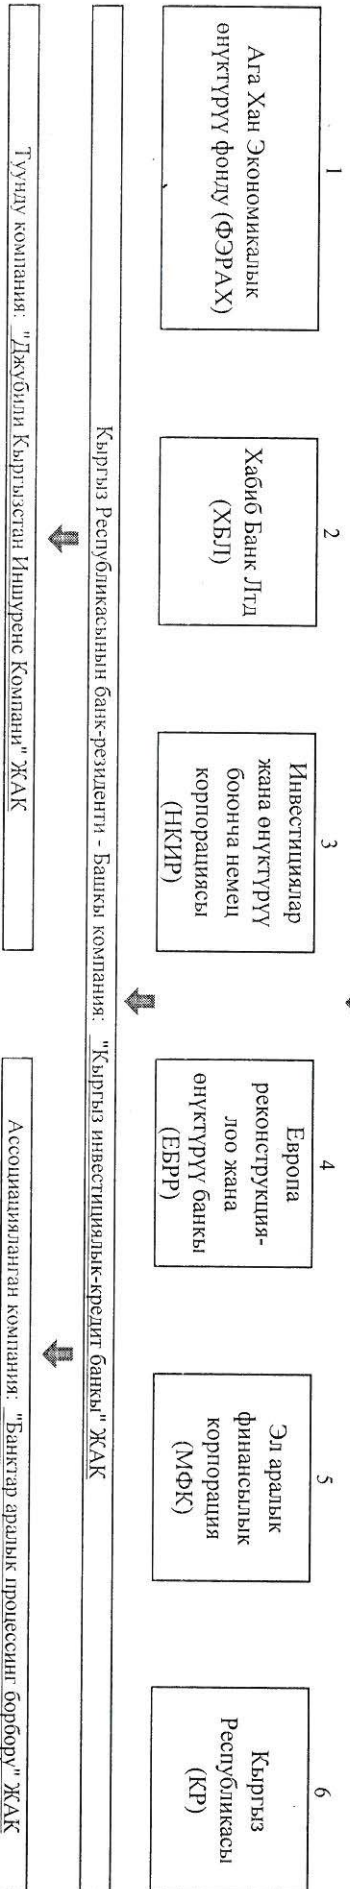 1
Ага Хан Экономикалык
өнүктүрүү фонду (ФЭРАХ)
2
Хабиб Банк Лтд
(ХБЛ)
3
Инвестициялар
жана өнүктүрүү
боюнча немец
корпорациясы
(НКИР)
4
Европа
реконструкция-
лоо жана
өнүктүрүү банкы
(ЕБРР)
5
Эл аралык
финансылык
корпорация
(МФК)
6
Кыргыз
Республикасы
(КР)
Кыргыз Республикасынын банк-резиденти - Башкы компания: "Кыргыз инвестициялык-кредит банкы" ЖАК
Туунду компания: "Джубили Кыргызстан Иншуренс Компани" ЖАК
Ассоциацияланган компания: "Банктар аралык процессинг борбору" ЖАК